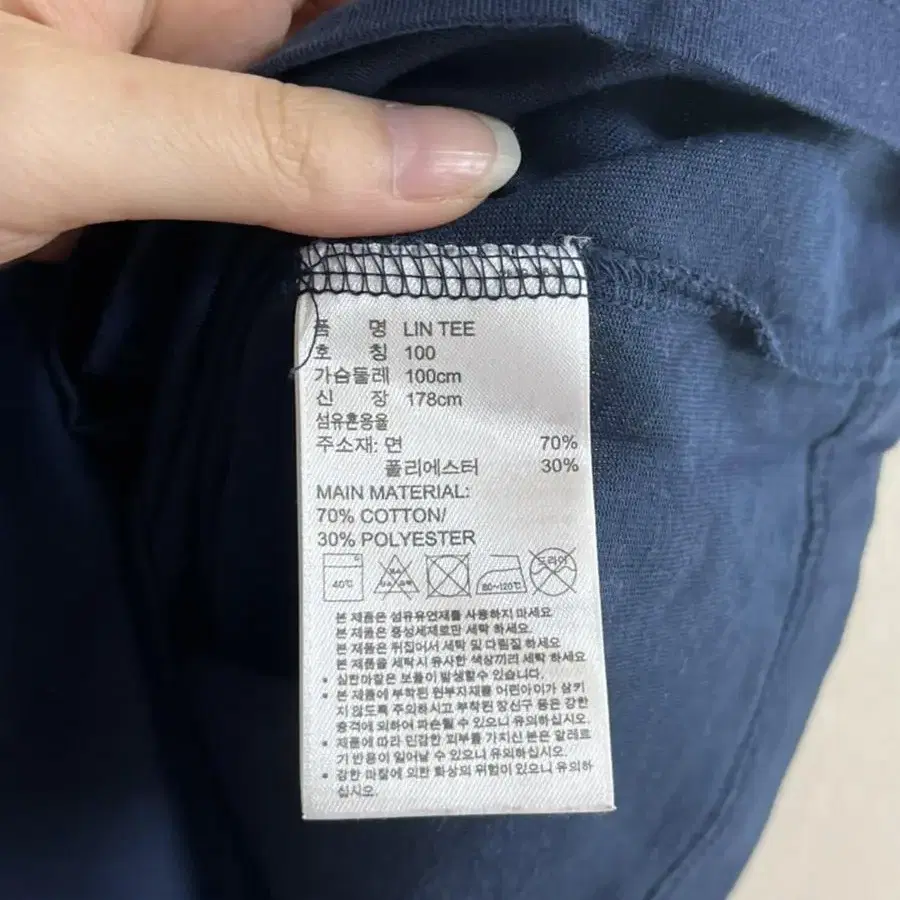 품 명 LIN TEE
호 칭 100
가슴둘레 100cm
신 장 178cm
섬유혼용율
주소재: 면 70%
폴리에스터 30%
MAIN MATERIAL:
70% COTTON/
30% POLYESTER
40℃ 80~120℃ 드라이
본 제품은 섬유유연제를 사용하지 마세요
본 제품은 중성세제로만 세탁 하세요.
본 제품은 뒤집어서 세탁 및 다림질 하세요
본 제품을 세탁시 유사한 색상끼리 세탁 하세요
• 심한마찰은 보풀이 발생할수 있습니다.
• 본 제품에 부착된 원부자재를 어린아이가 삼키
지 않도록 주의하시고 부착된 장신구 등은 강한
충격에 의하여 파손될 수 있으니 유의하십시오.
• 제품에 따라 민감한 피부를 가지신 분은 알레르
기 반응이 일어날 수 있으니 유의하십시오.
• 강한 마찰에 의한 화상의 위험이 있으니 유의하
십시오.